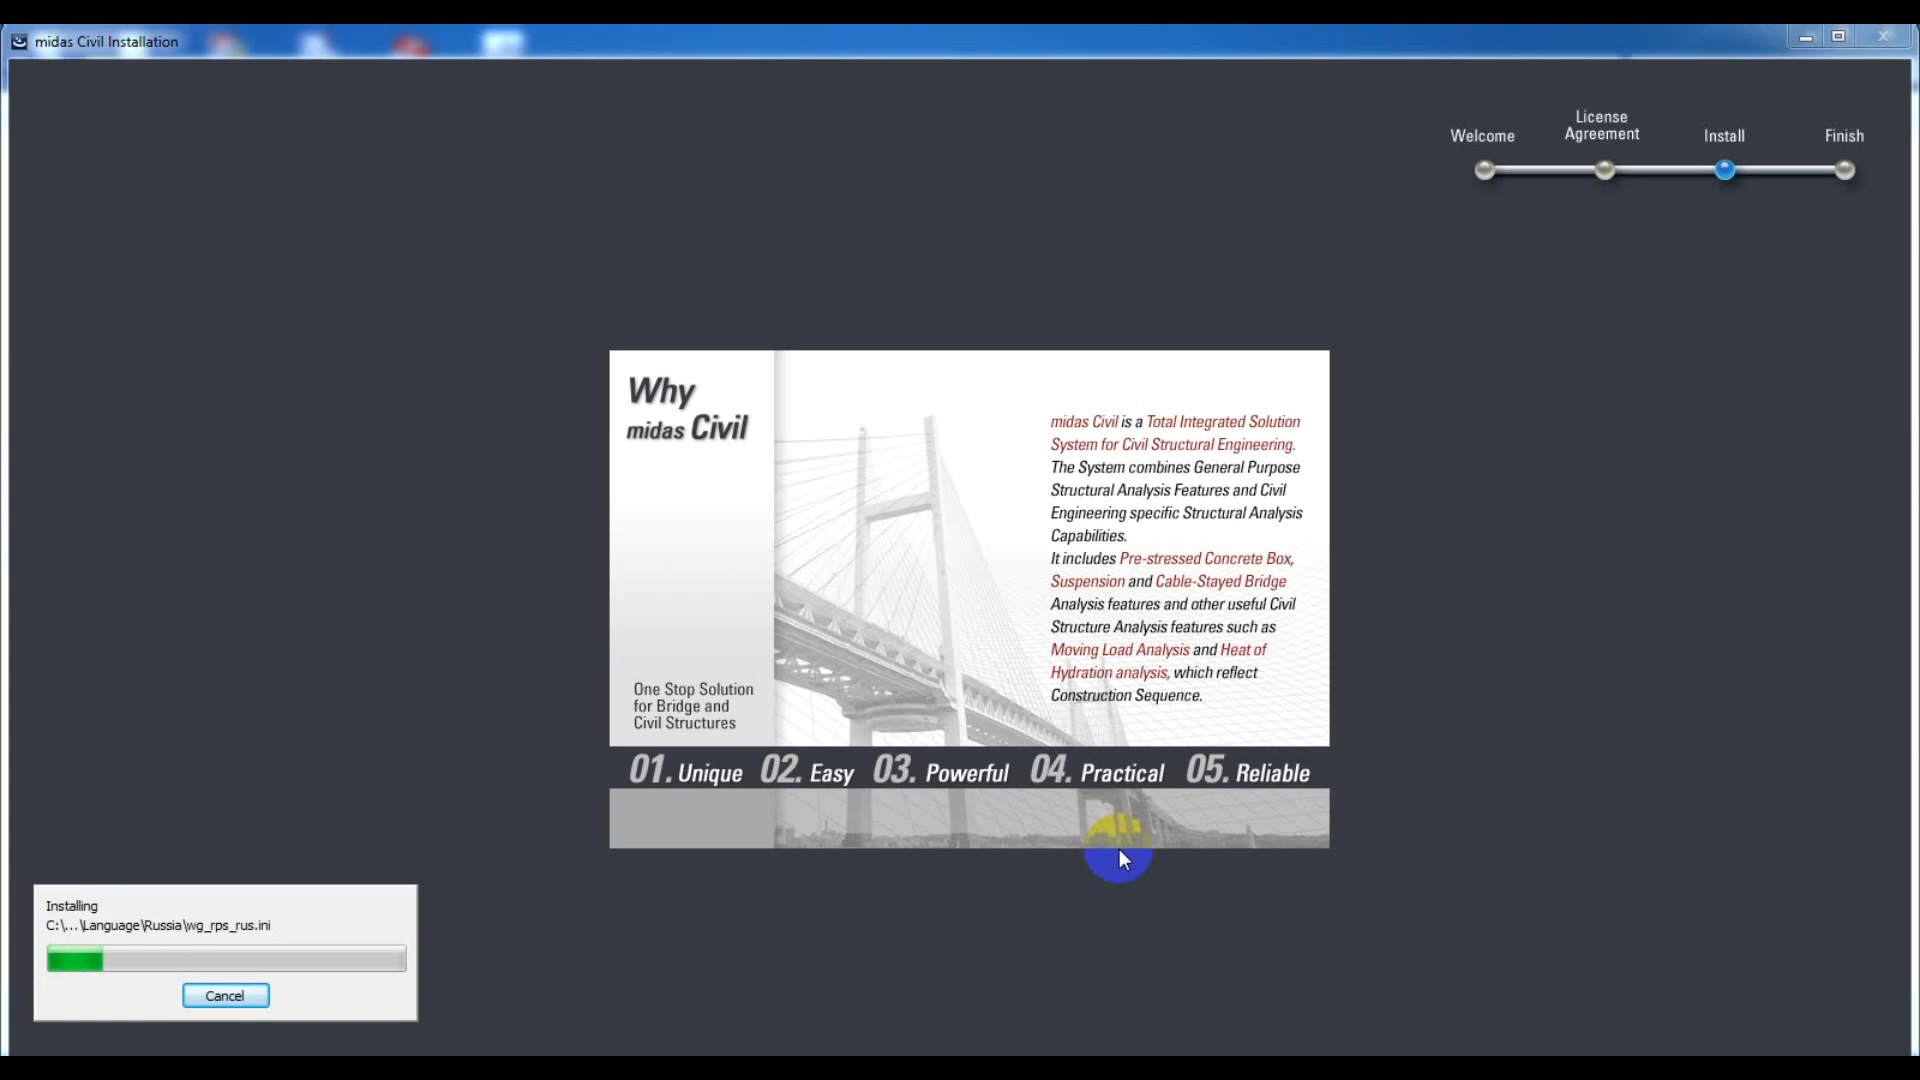 midas Civil Installation
Welcome
License
Agreement
Install
Finish
Why
midas Civil
One Stop Solution
for Bridge and
Civil Structures
midas Civil is a Total Integrated Solution
System for Civil Structural Engineering.
The System combines General Purpose
Structural Analysis Features and Civil
Engineering specific Structural Analysis
Capabilities.
It includes Pre-stressed Concrete Box,
Suspension and Cable-Stayed Bridge
Analysis features and other useful Civil
Structure Analysis features such as
Moving Load Analysis and Heat of
Hydration analysis, which reflect
Construction Sequence.
01. Unique 02. Easy 03. Powerful 04. Practical 05. Reliable
Installing
C:\...\Language\Russia\wg_rps_rus.ini
Cancel